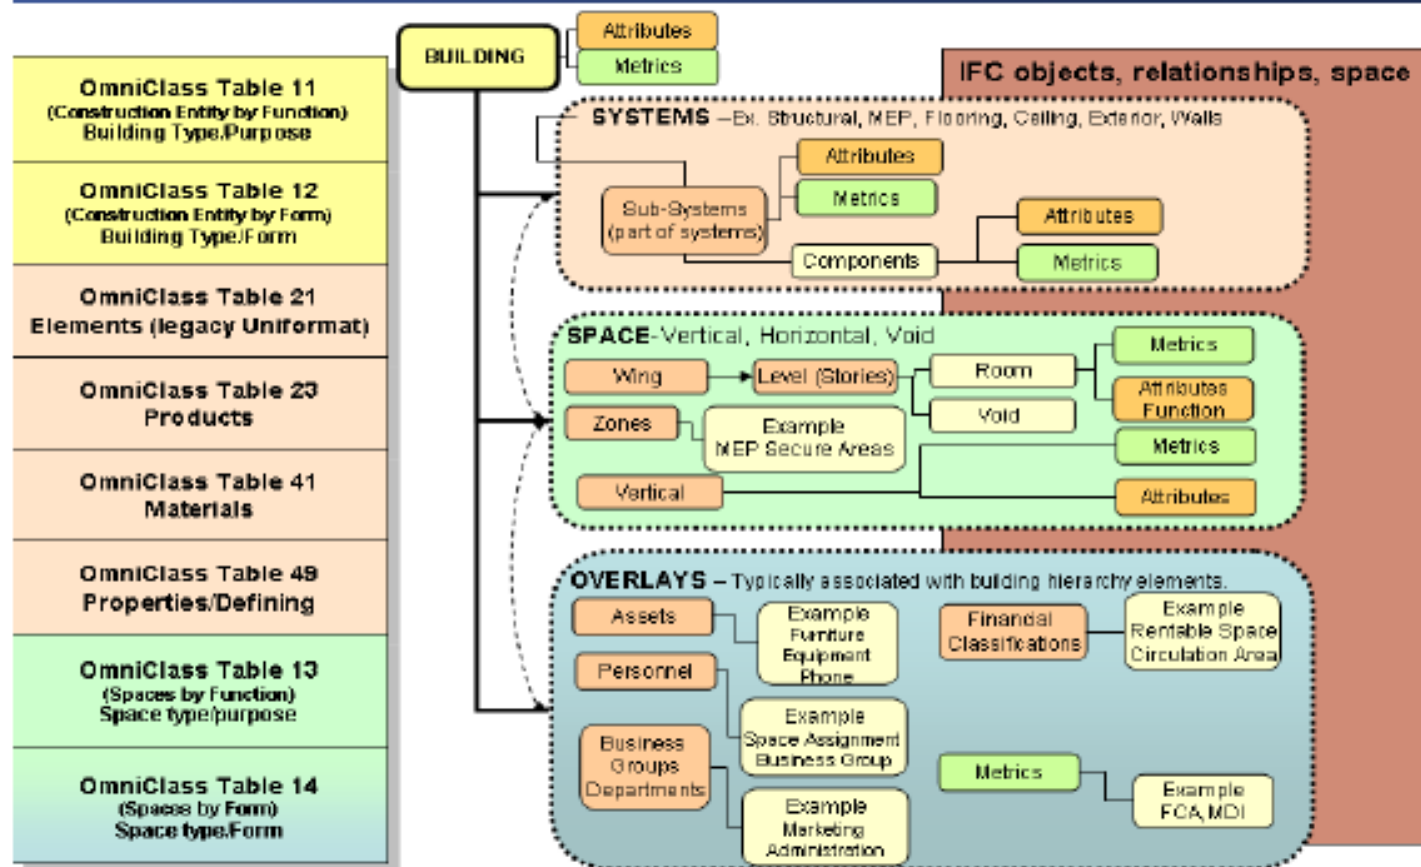 OmniClass Table 11
(Construction Entity by Function)
Building Type/Purpose
OmniClass Table 12
(Construction Entity by Form)
Building Type/Form
OmniClass Table 21
Elements (legacy Uniformat)
OmniClass Table 23
Products
OmniClass Table 41
Materials
OmniClass Table 49
Properties/Defining
OmniClass Table 13
(Spaces by Function)
Space type/purpose
OmniClass Table 14
(Spaces by Form)
Space type/Form
BUILDING
Attributes
Metrics
IFC objects, relationships, space
SYSTEMS –Ex. Structural, MEP, Flooring, Ceiling, Exterior, Walls
Attributes
Metrics
Sub-Systems
(part of systems)
Components
Attributes
Metrics
SPACE-Vertical, Horizontal, Void
Wing
Level (Stories)
Room
Void
Metrics
Attributes
Function
Zones
Example
MEP Secure Areas
Metrics
Vertical
Attributes
OVERLAYS – Typically associated with building hierarchy elements.
Assets
Example
Furniture
Equipment
Phone
Personnel
Example
Space Assignment
Business Group
Business
Groups
Departments
Example
Marketing
Administration
Financial
Classifications
Example
Rentable Space
Circulation Area
Metrics
Example
FCA, MDI